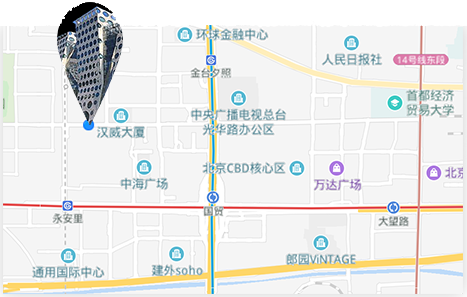 环球金融中心
人民日报社
14号线东段
金台夕照
首都经济
贸易大学
中央广播电视总台
光华路办公区
汉威大厦
中海广场
北京CBD核心区
万达广场
北京
永安里
国贸
大望路
郎园ViNTAGE
通用国际中心
建外soho